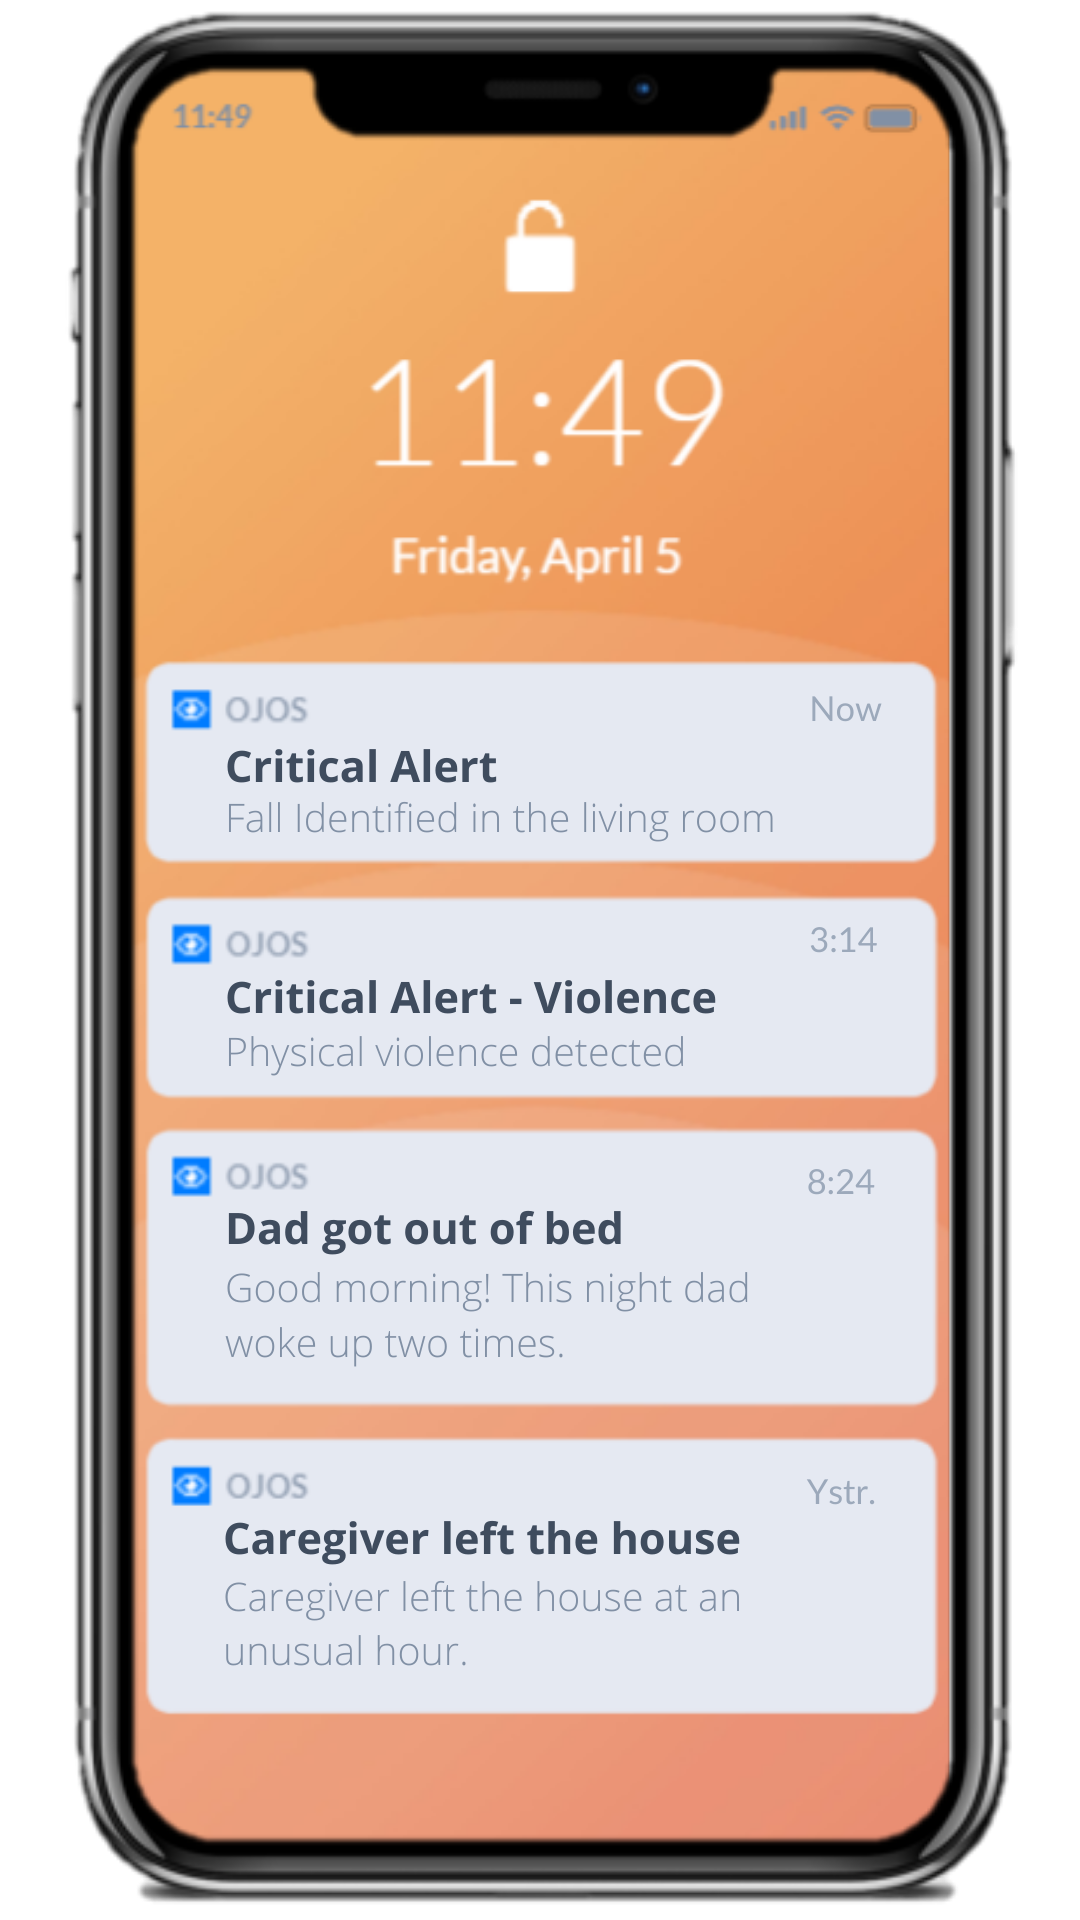 11:49
11:49
Friday, April 5
OJOS
Now
Critical Alert
Fall Identified in the living room
OJOS
3:14
Critical Alert - Violence
Physical violence detected
OJOS
8:24
Dad got out of bed
Good morning! This night dad
woke up two times.
OJOS
Ystr.
Caregiver left the house
Caregiver left the house at an
unusual hour.